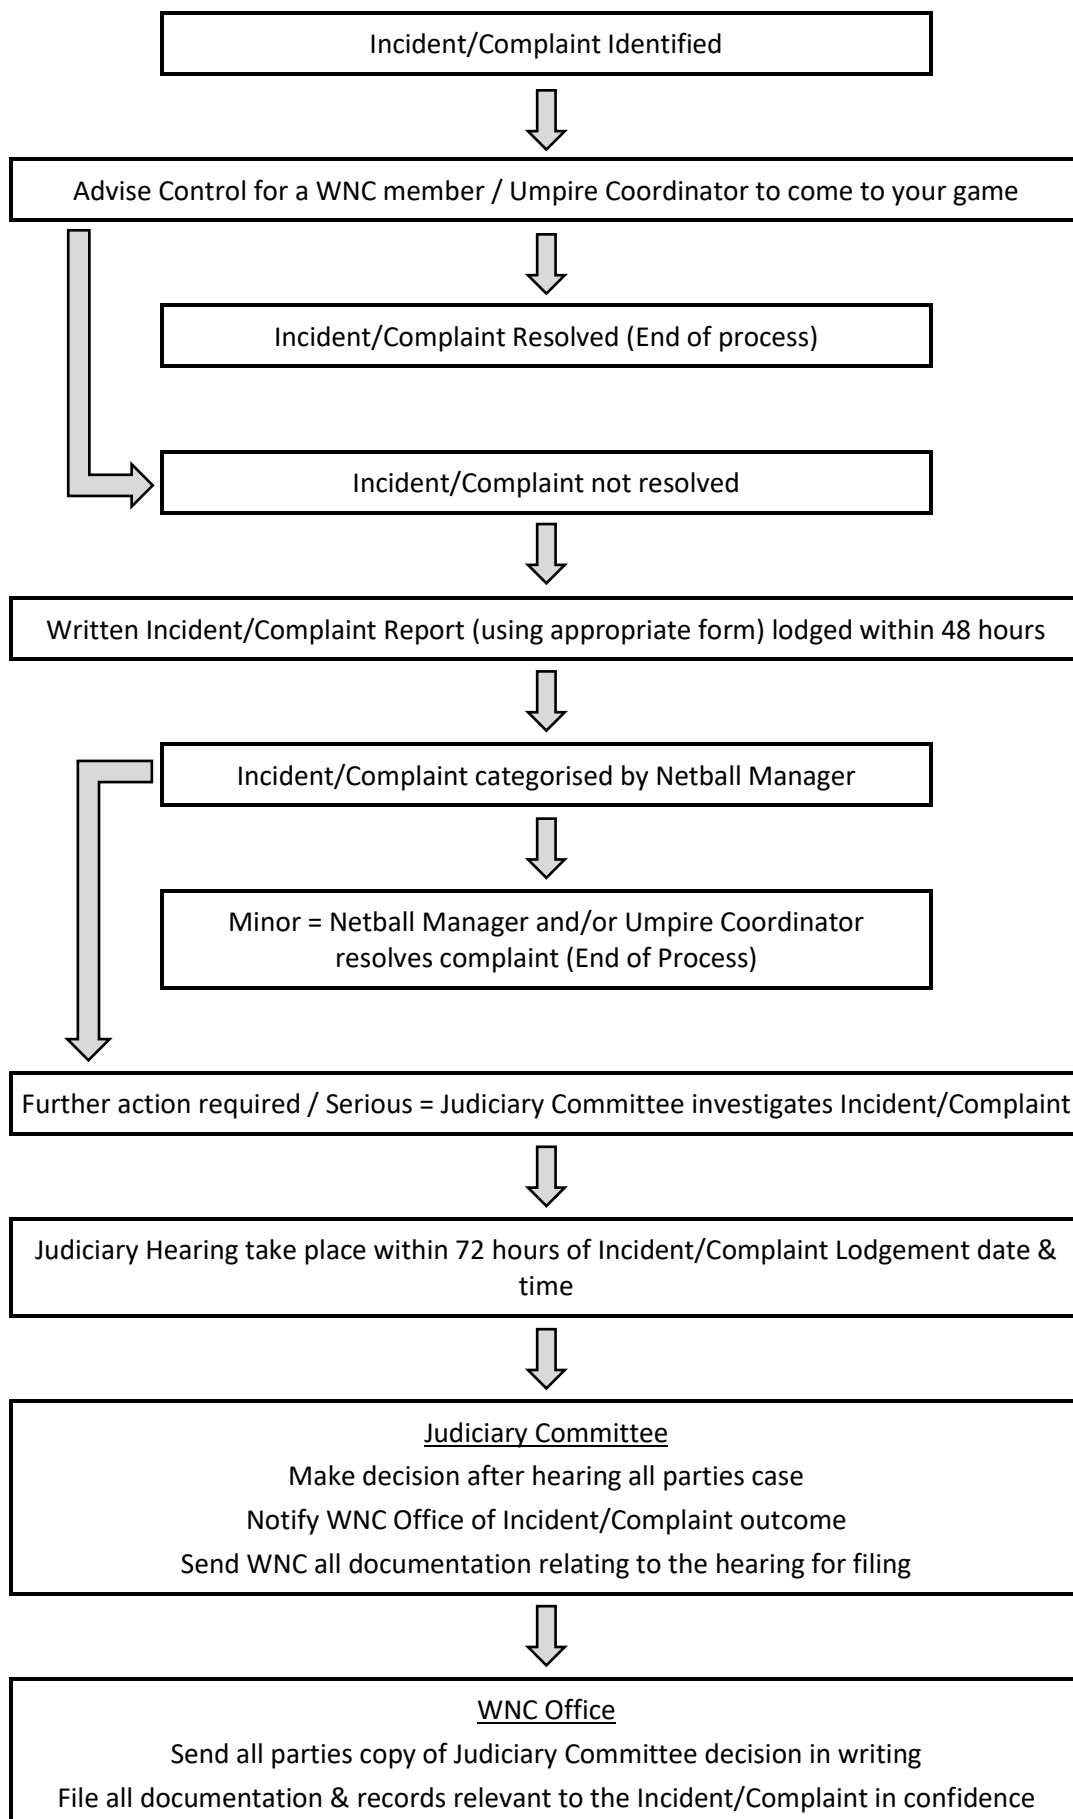 Incident/Complaint Identified
Advise Control for a WNC member / Umpire Coordinator to come to your game
Incident/Complaint Resolved (End of process)
Incident/Complaint not resolved
Written Incident/Complaint Report (using appropriate form) lodged within 48 hours
Incident/Complaint categorised by Netball Manager
Minor = Netball Manager and/or Umpire Coordinator
resolves complaint (End of Process)
Further action required / Serious = Judiciary Committee investigates Incident/Complaint
Judiciary Hearing take place within 72 hours of Incident/Complaint Lodgement date &
time
Judiciary Committee
Make decision after hearing all parties case
Notify WNC Office of Incident/Complaint outcome
Send WNC all documentation relating to the hearing for filing
WNC Office
Send all parties copy of Judiciary Committee decision in writing
File all documentation & records relevant to the Incident/Complaint in confidence